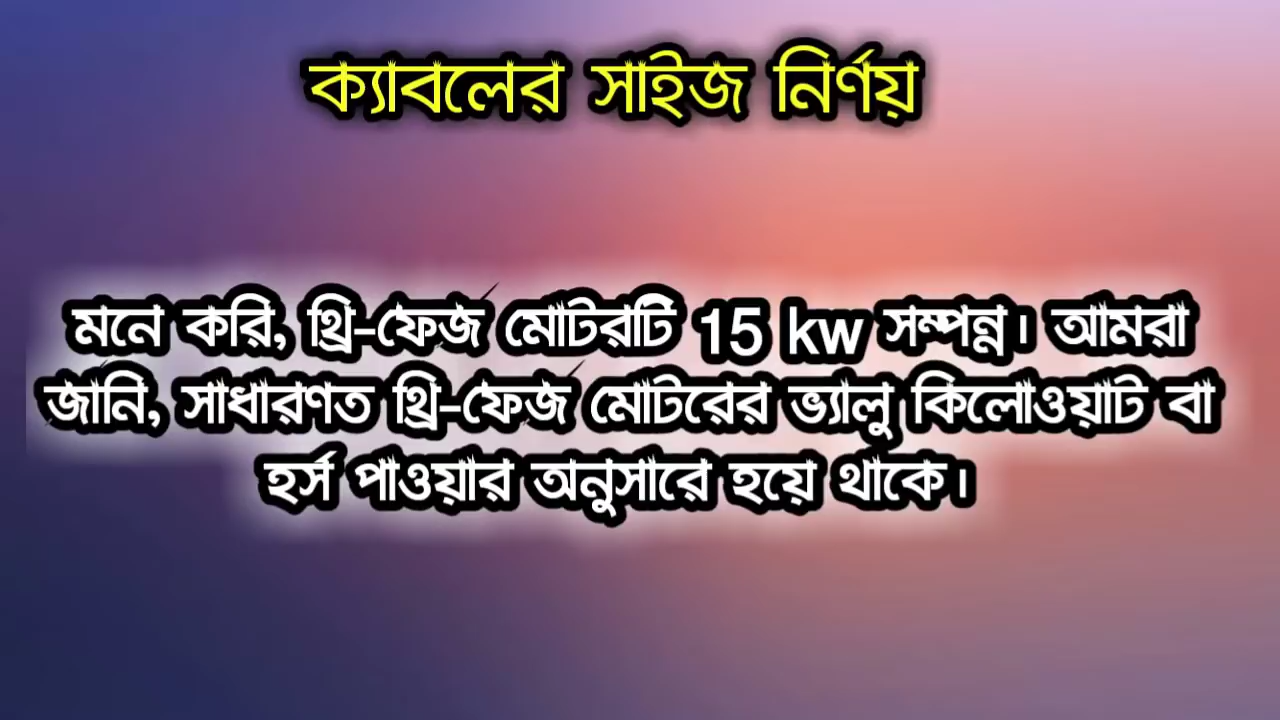 ক্যাবলের সাইজ নির্ণয়
মনে করি, থ্রি-ফেজ মোটরটি 15 kw সম্পন্ন। আমরা
জানি, সাধারণত থ্রি-ফেজ মোটরের ভ্যালু কিলোওয়াট বা
হর্স পাওয়ার অনুসারে হয়ে থাকে।